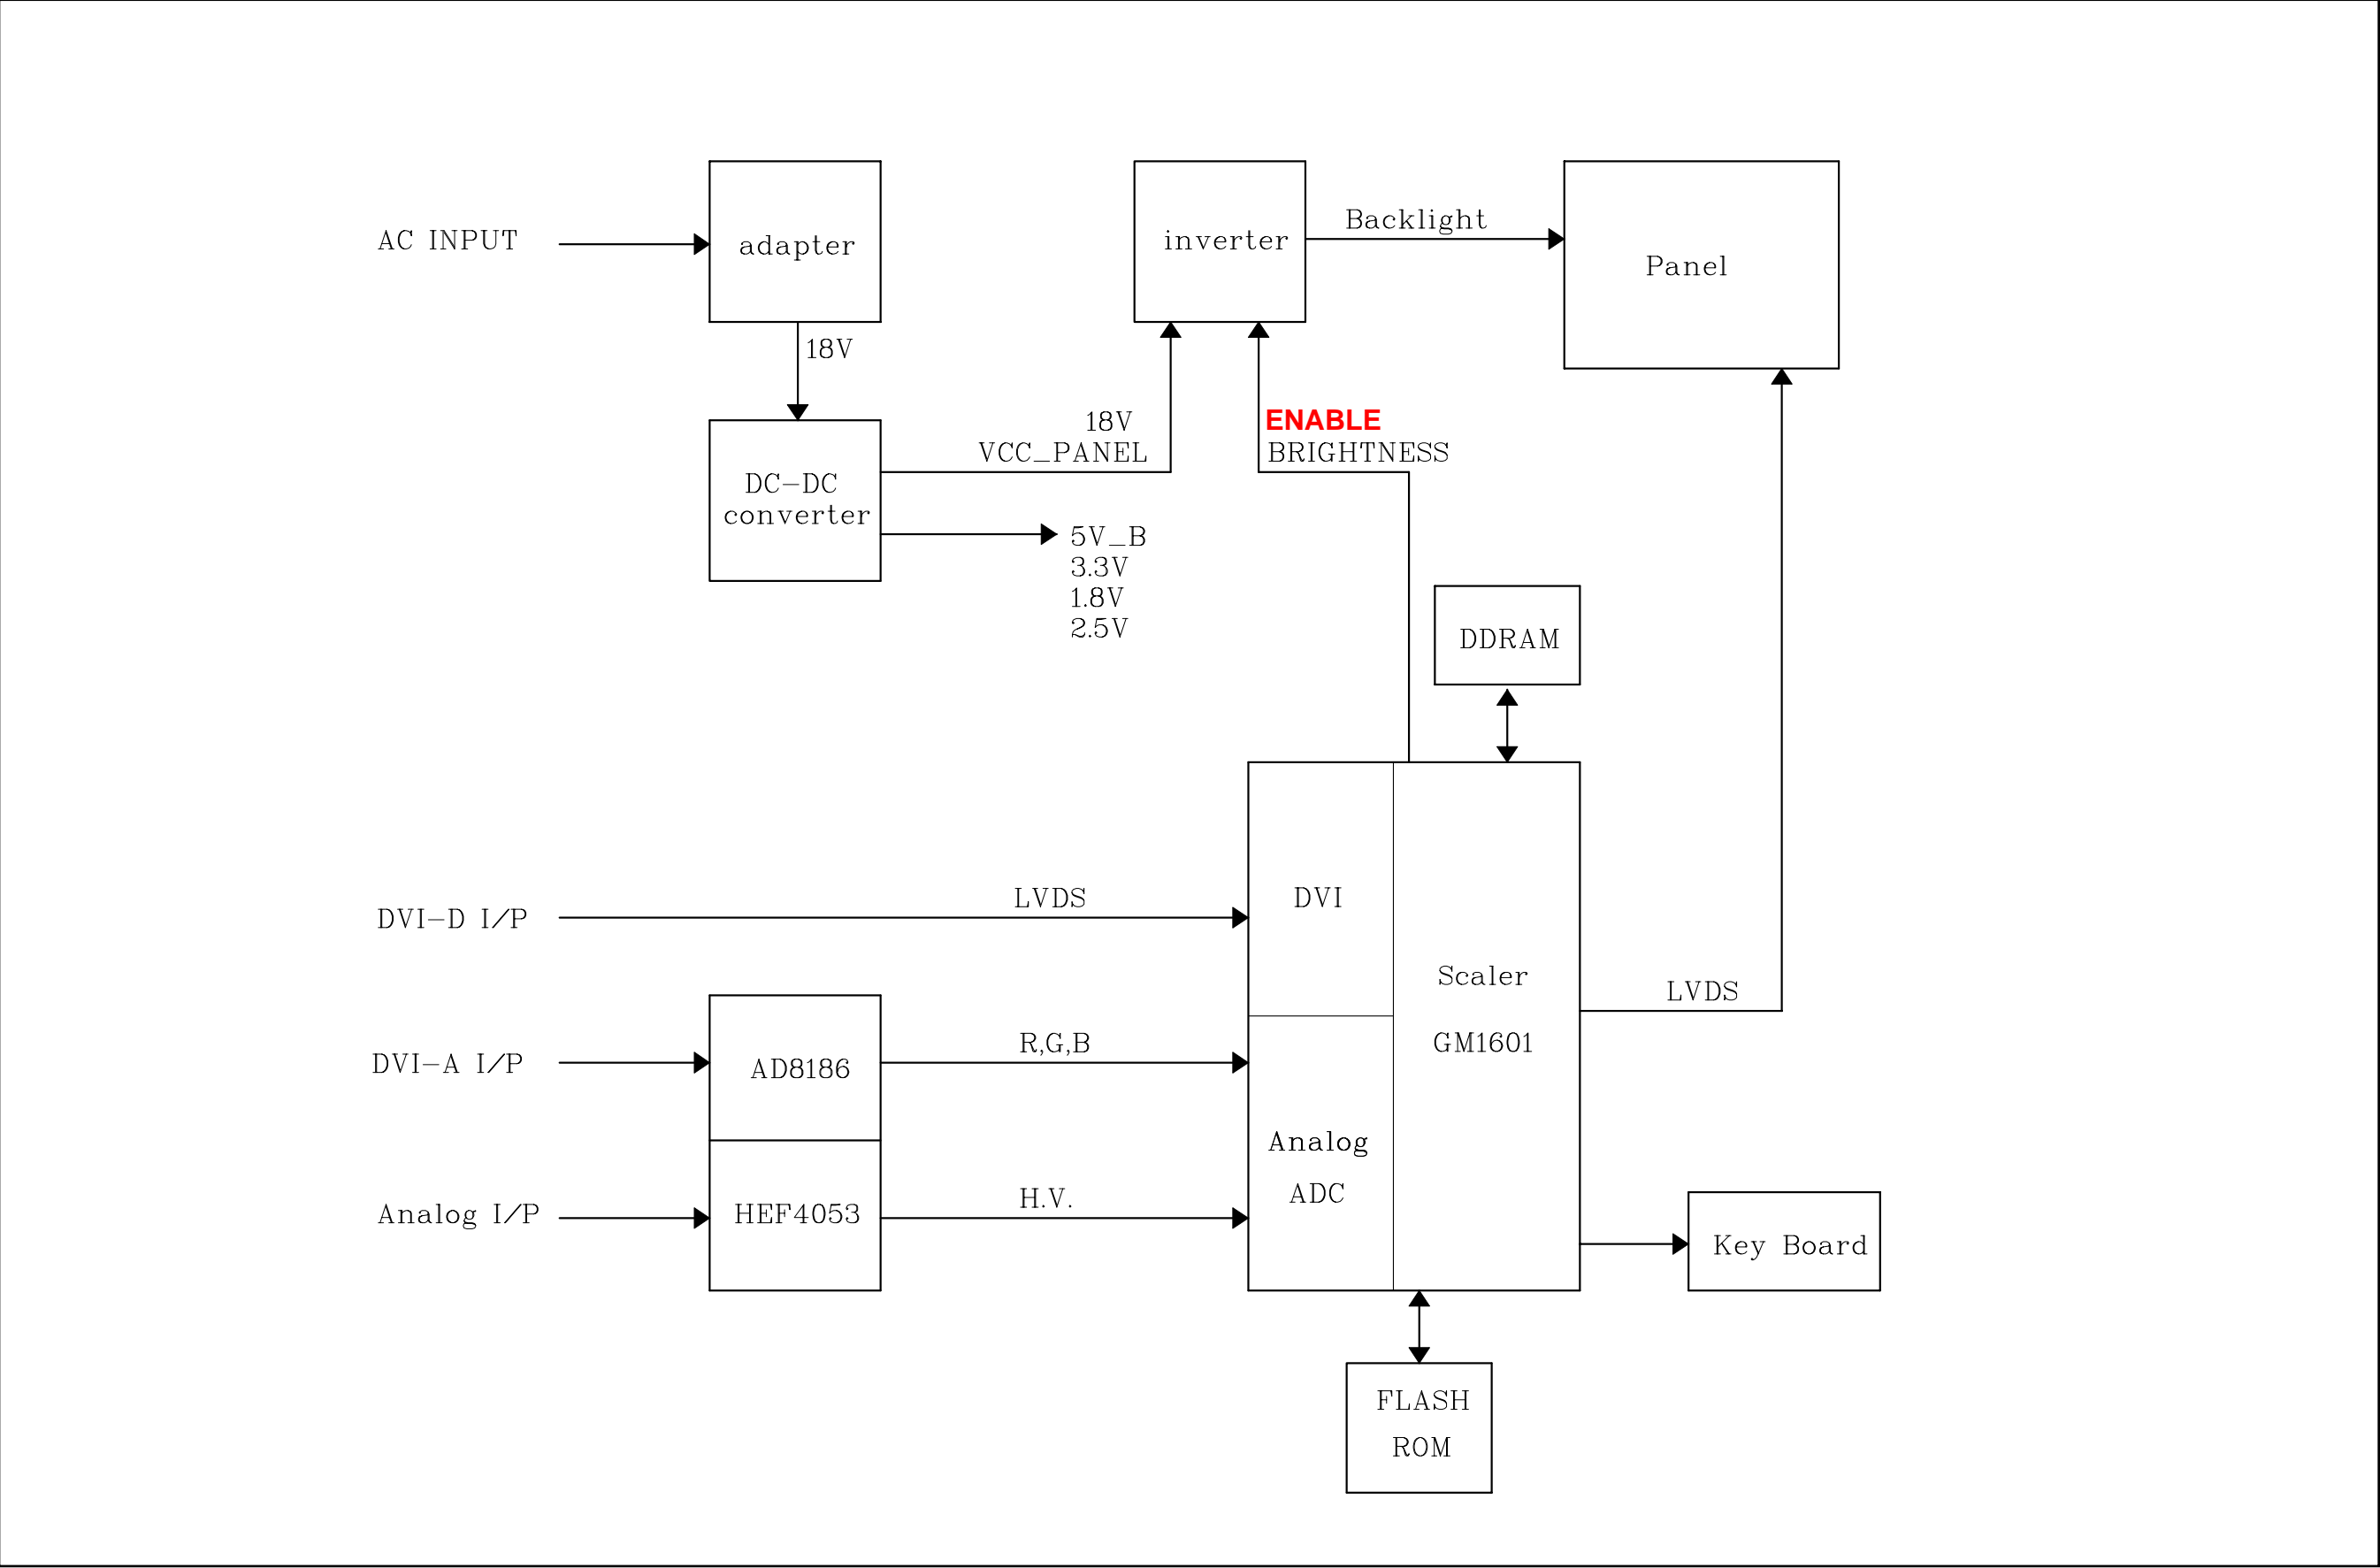 AC INPUT
adapter
inverter
Backlight
Panel
18V
18V
VCC_PANEL
ENABLE
BRIGHTNESS
DC-DC
converter
5V_B
3.3V
1.8V
2.5V
DDRAM
DVI-D I/P
LVDS
DVI
Scaler
GM1601
LVDS
DVI-A I/P
AD8186
R,G,B
Analog
ADC
Analog I/P
HEF4053
H.V.
Key Board
FLASH
ROM